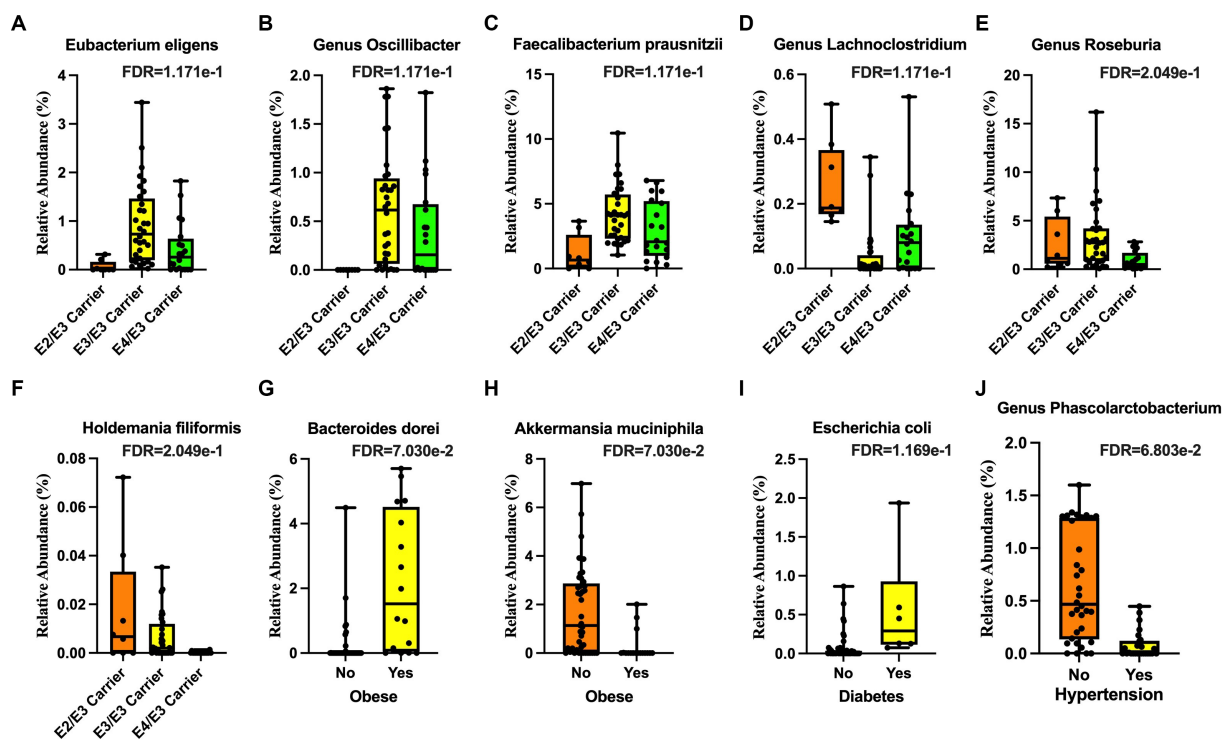 A
Eubacterium eligens
FDR=1.171e-1
Relative Abundance (%)
4
3
2
1
0
E2/E3 Carrier
E3/E3 Carrier
E4/E3 Carrier
B
Genus Oscillibacter
FDR=1.171e-1
Relative Abundance (%)
2.0
1.5
1.0
0.5
0.0
E2/E3 Carrier
E3/E3 Carrier
E4/E3 Carrier
C
Faecalibacterium prausnitzii
FDR=1.171e-1
Relative Abundance (%)
15
10
5
0
E2/E3 Carrier
E3/E3 Carrier
E4/E3 Carrier
D
Genus Lachnoclostridium
FDR=1.171e-1
Relative Abundance (%)
0.6
0.4
0.2
0.0
E2/E3 Carrier
E3/E3 Carrier
E4/E3 Carrier
E
Genus Roseburia
FDR=2.049e-1
Relative Abundance (%)
20
15
10
5
0
E2/E3 Carrier
E3/E3 Carrier
E4/E3 Carrier
F
Holdemania filiformis
FDR=2.049e-1
Relative Abundance (%)
0.08
0.06
0.04
0.02
0.00
E2/E3 Carrier
E3/E3 Carrier
E4/E3 Carrier
G
Bacteroides dorei
FDR=7.030e-2
Relative Abundance (%)
6
4
2
0
No
Yes
Obese
H
Akkermansia muciniphila
FDR=7.030e-2
Relative Abundance (%)
8
6
4
2
0
No
Yes
Obese
I
Escherichia coli
FDR=1.169e-1
Relative Abundance (%)
2.5
2.0
1.5
1.0
0.5
0.0
No
Yes
Diabetes
J
Genus Phascolarctobacterium
FDR=6.803e-2
Relative Abundance (%)
2.0
1.5
1.0
0.5
0.0
No
Yes
Hypertension